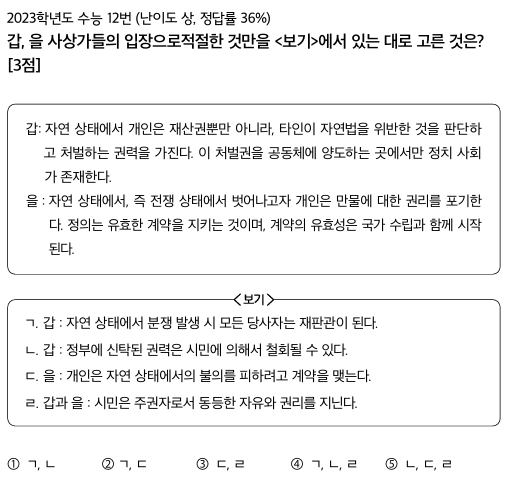 2023학년도 수능 12번 (난이도 상, 정답률 36%)
갑, 을 사상가들의 입장으로적절한 것만을 <보기>에서 있는 대로 고른 것은?
[3점]
갑: 자연 상태에서 개인은 재산권뿐만 아니라, 타인이 자연법을 위반한 것을 판단하
고 처벌하는 권력을 가진다. 이 처벌권을 공동체에 양도하는 곳에서만 정치 사회
가 존재한다.
을 : 자연 상태에서, 즉 전쟁 상태에서 벗어나고자 개인은 만물에 대한 권리를 포기한
다. 정의는 유효한 계약을 지키는 것이며, 계약의 유효성은 국가 수립과 함께 시작
된다.
<보기>
ㄱ. 갑 : 자연 상태에서 분쟁 발생 시 모든 당사자는 재판관이 된다.
ㄴ. 갑 : 정부에 신탁된 권력은 시민에 의해서 철회될 수 있다.
ㄷ. 을 : 개인은 자연 상태에서의 불의를 피하려고 계약을 맺는다.
ㄹ. 갑과 을 : 시민은 주권자로서 동등한 자유와 권리를 지닌다.
① ㄱ, ㄴ ② ㄱ, ㄷ ③ ㄷ, ㄹ ④ ㄱ, ㄴ, ㄹ ⑤ ㄴ, ㄷ, ㄹ